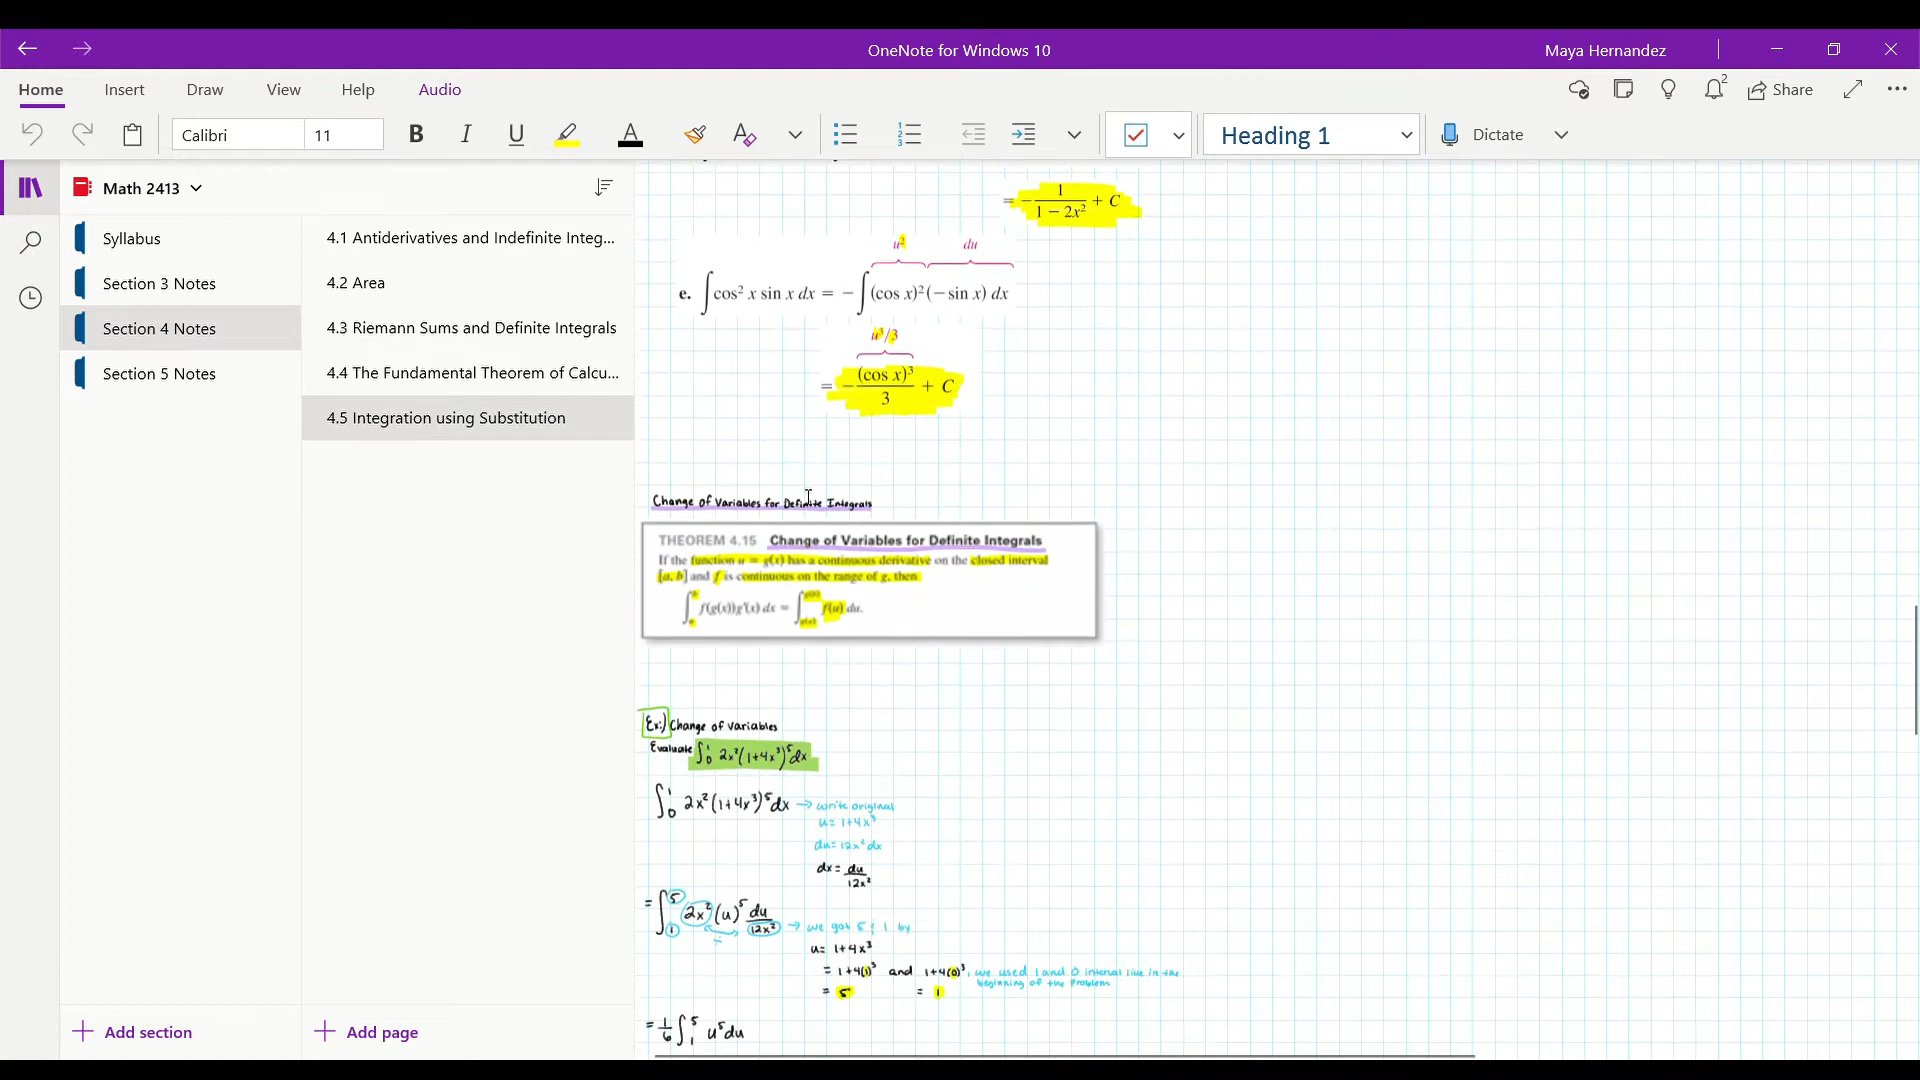 OneNote for Windows 10
Maya Hernandez
Home Insert Draw View Help Audio
2 Share
Calibri 11 B I U A A Heading 1 Dictate
Math 2413
Syllabus
Section 3 Notes
Section 4 Notes
Section 5 Notes
Add section
4.1 Antiderivatives and Indefinite Integ...
4.2 Area
4.3 Riemann Sums and Definite Integrals
4.4 The Fundamental Theorem of Calcu...
4.5 Integration using Substitution
Add page
= - 1/(1 - 2x²) + C
u² du
e. ∫cos² x sin x dx = -∫(cos x)²(-sin x) dx
u³/3
= - (cos x)³/3 + C
Change of Variables for Definite Integrals
THEOREM 4.15 Change of Variables for Definite Integrals
If the function u = g(x) has a continuous derivative on the closed interval
[a, b] and f is continuous on the range of g, then
∫ₐᵇ f(g(x))g'(x) dx = ∫_{g(a)}^{g(b)} f(u) du.
Ex:) Change of Variables
Evaluate ∫₀¹ 2x²(1+4x³)⁵dx
∫₀¹ 2x²(1+4x³)⁵dx → write original
u = 1+4x³
du = 12x² dx
dx = du/12x²
= ∫₁⁵ 2x²(u)⁵ du/12x² → we got 5 & 1 by
÷
u = 1+4x³
= 1+4(1)³ and 1+4(0)³, we used 1 and 0 interval like in the
beginning of the problem
= 5 = 1
= 1/6 ∫₁⁵ u⁵du